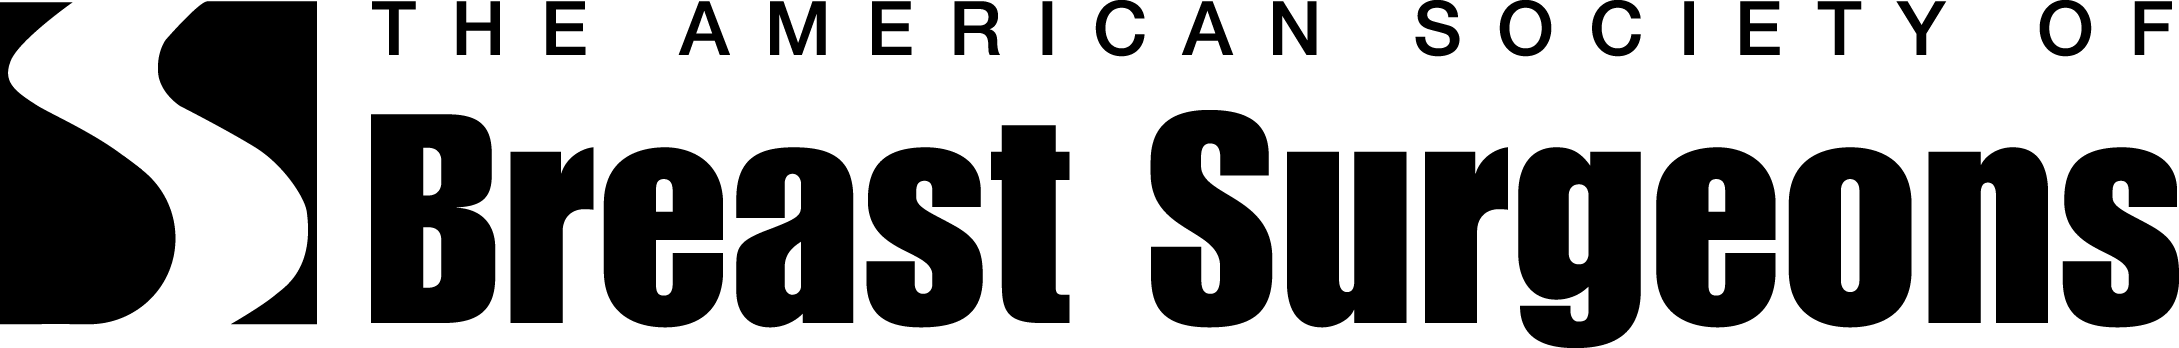 THE AMERICAN SOCIETY OF
Breast Surgeons